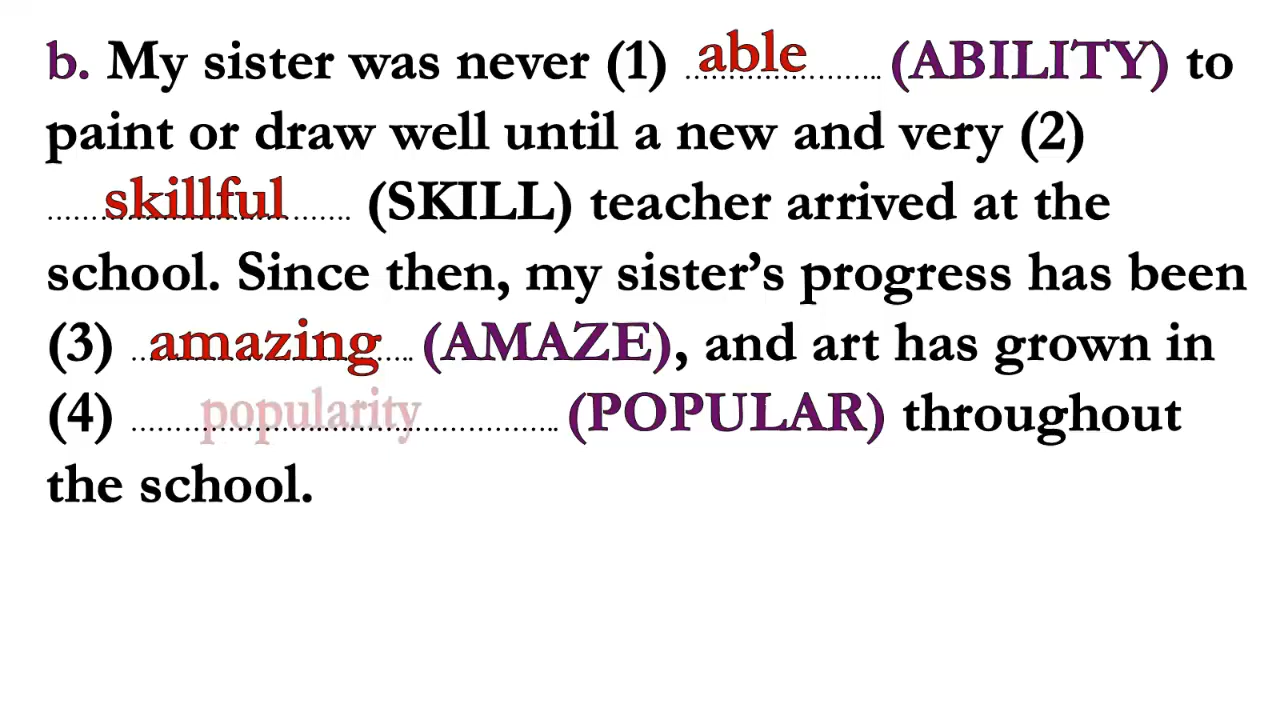 b. My sister was never (1) able (ABILITY) to
paint or draw well until a new and very (2)
skillful (SKILL) teacher arrived at the
school. Since then, my sister’s progress has been
(3) amazing (AMAZE), and art has grown in
(4) popularity (POPULAR) throughout
the school.